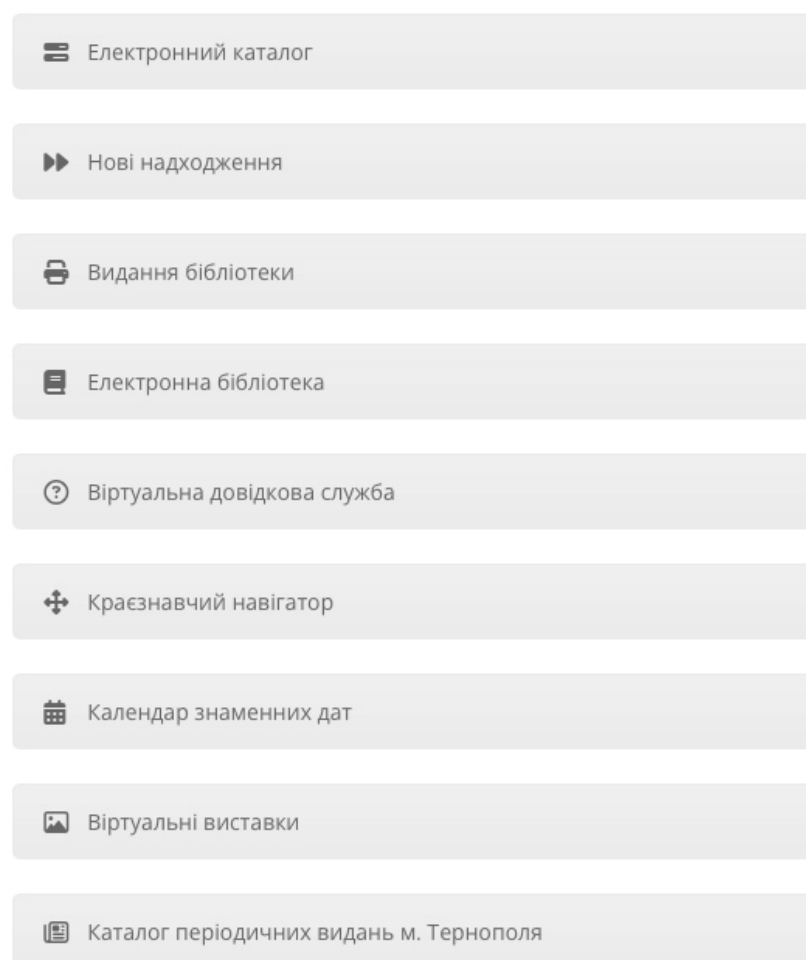 Електронний каталог
Нові надходження
Видання бібліотеки
Електронна бібліотека
Віртуальна довідкова служба
Краєзнавчий навігатор
Календар знаменних дат
Віртуальні виставки
Каталог періодичних видань м. Тернополя